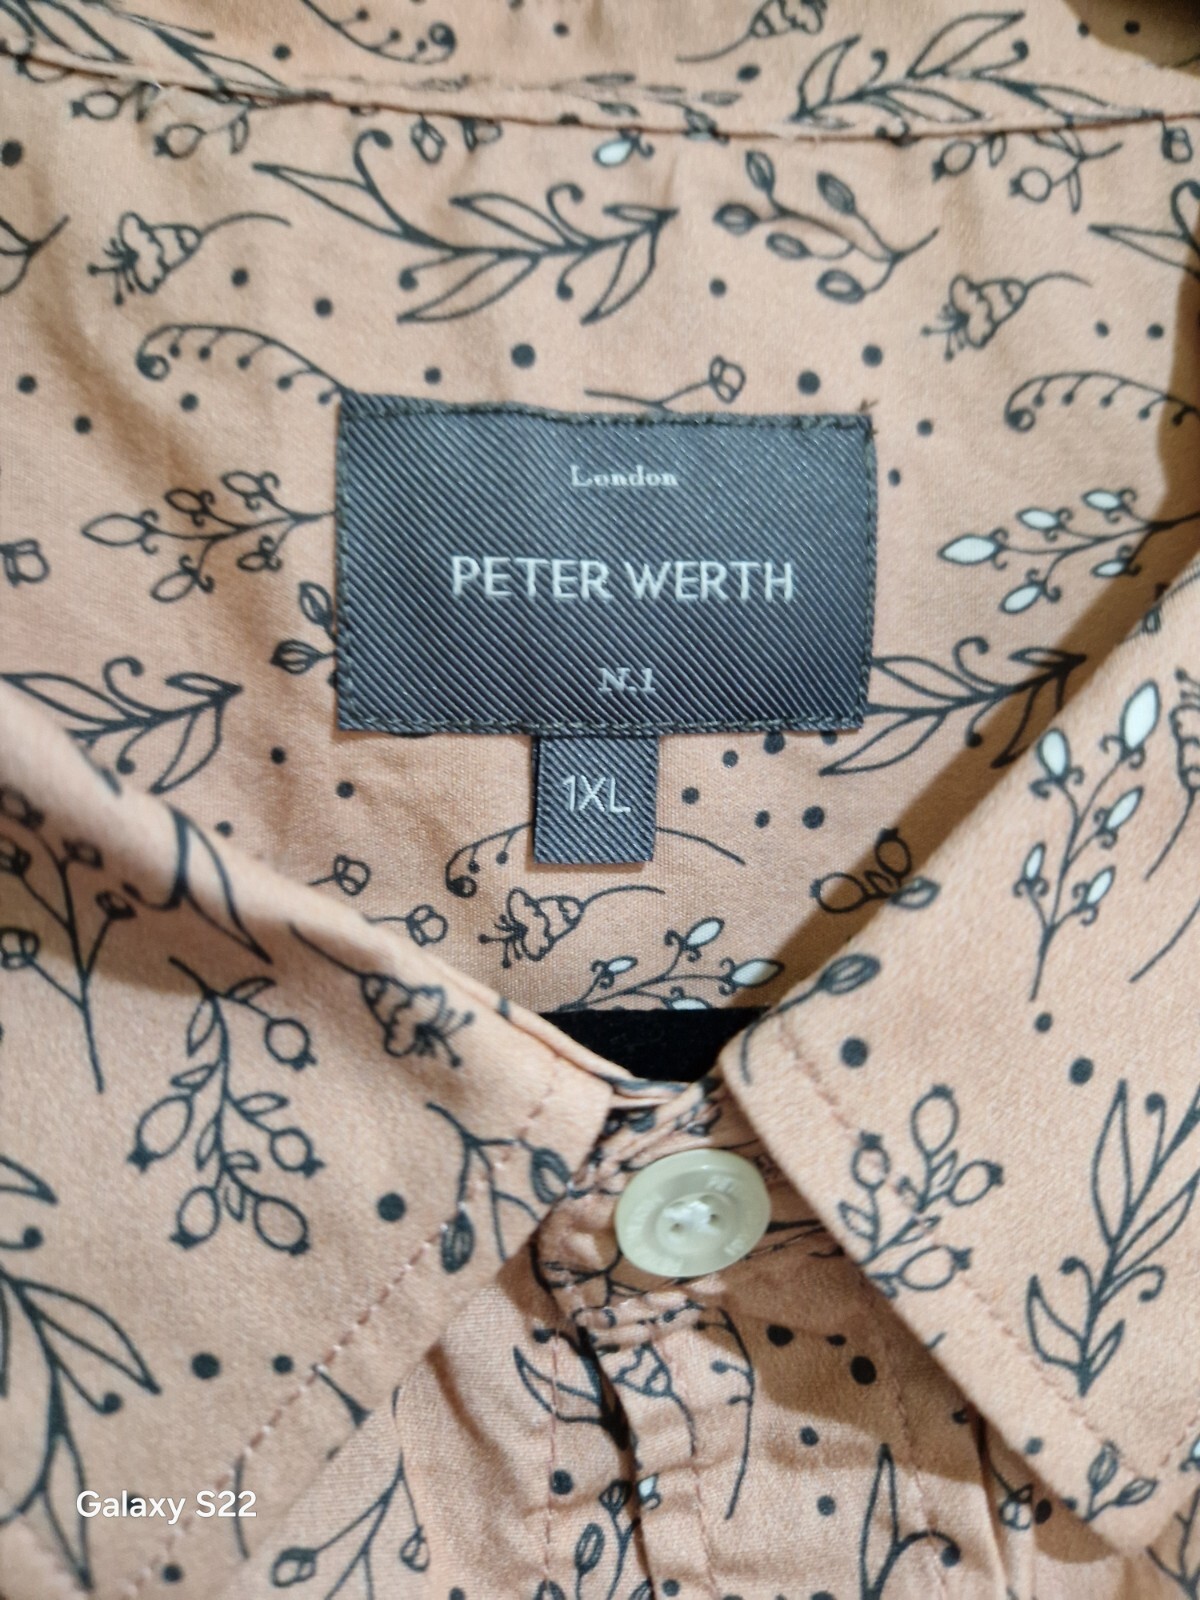 London
PETER WERTH
N.1
1XL
Galaxy S22